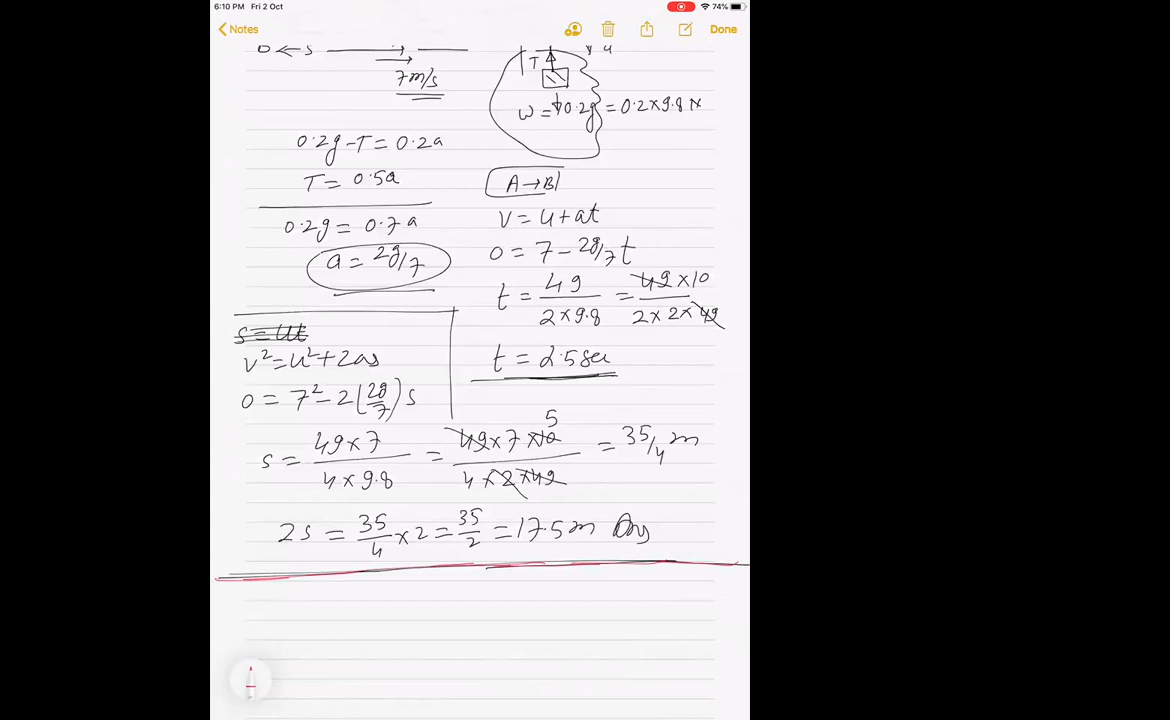 6:10 PM Fri 2 Oct
74%
Notes
Done
7m/s
T
w = 0.2g = 0.2×9.8 N
0.2g - T = 0.2a
T = 0.5a
0.2g = 0.7a
a = 2g/7
A → B
v = u + at
0 = 7 - 2g/7 t
t = 49 / 2×9.8 = 49×10 / 2×2×49
t = 2.5 sec
s = ut
v² = u² + 2as
0 = 7² - 2(2g/7) s
s = 49×7 / 4×9.8 = 49×7×10 5 / 4×2×49 = 35/4 m
2s = 35/4 × 2 = 35/2 = 17.5 m Ans